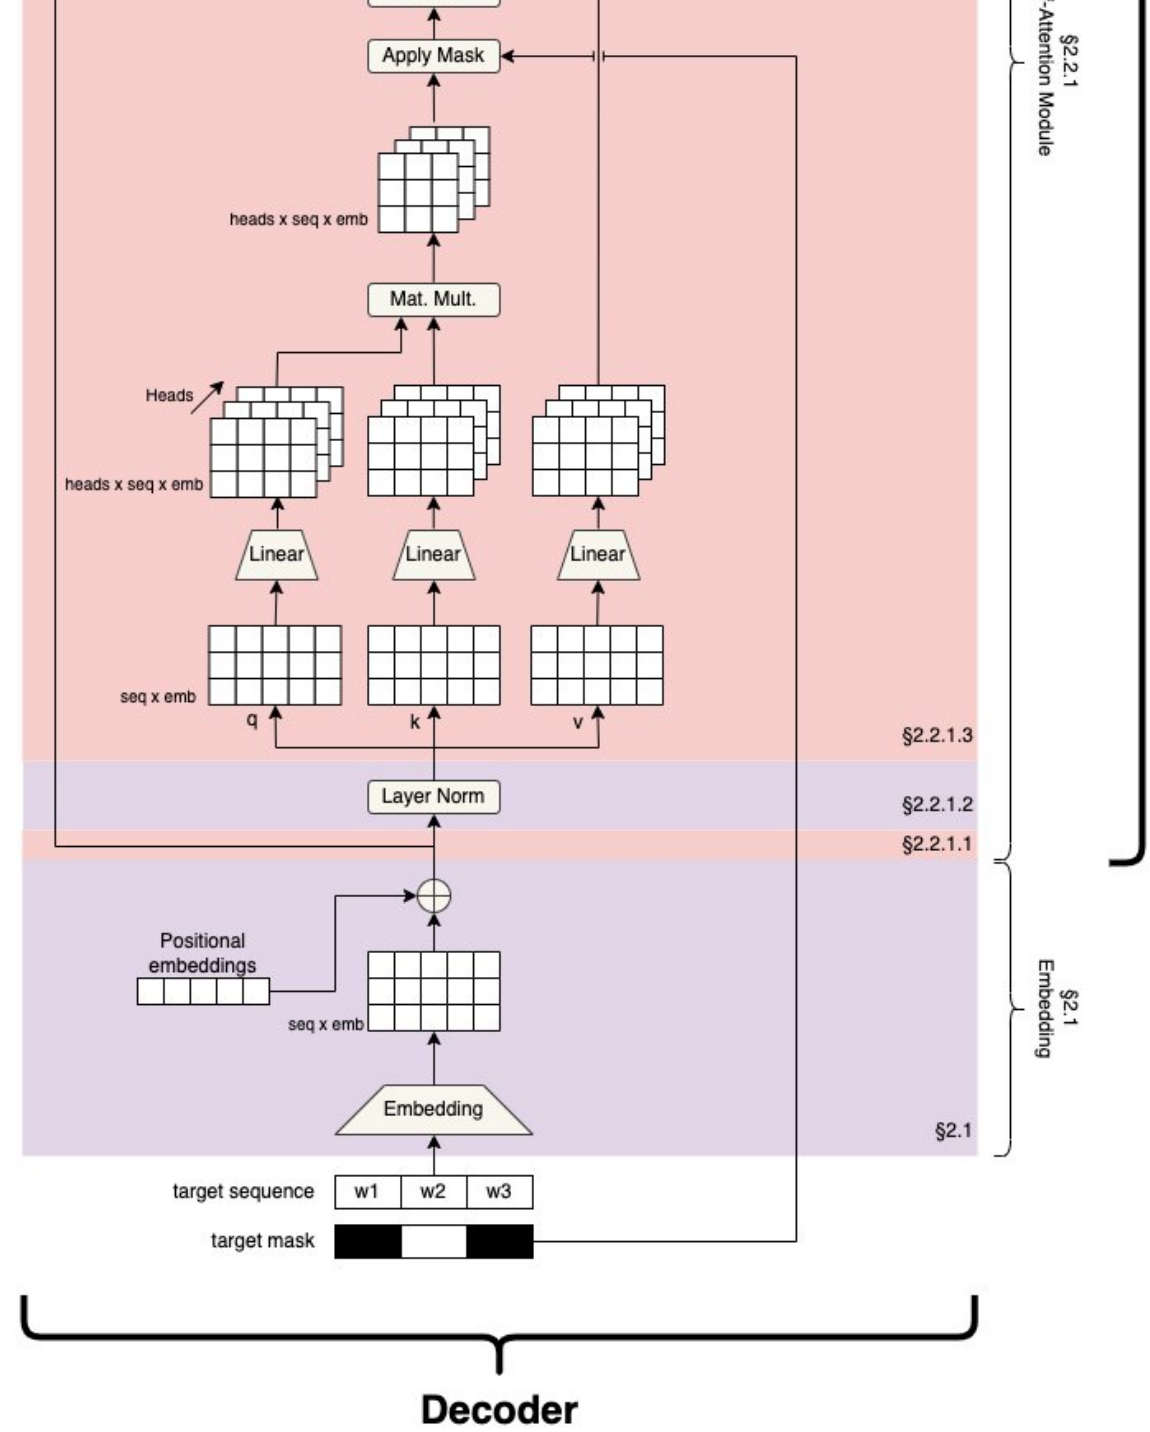 Apply Mask
§2.2.1
-Attention Module
heads x seq x emb
Mat. Mult.
Heads
heads x seq x emb
Linear
Linear
Linear
seq x emb
q
k
v
§2.2.1.3
Layer Norm
§2.2.1.2
§2.2.1.1
Positional
embeddings
seq x emb
§2.1
Embedding
Embedding
§2.1
target sequence
w1
w2
w3
target mask
Decoder